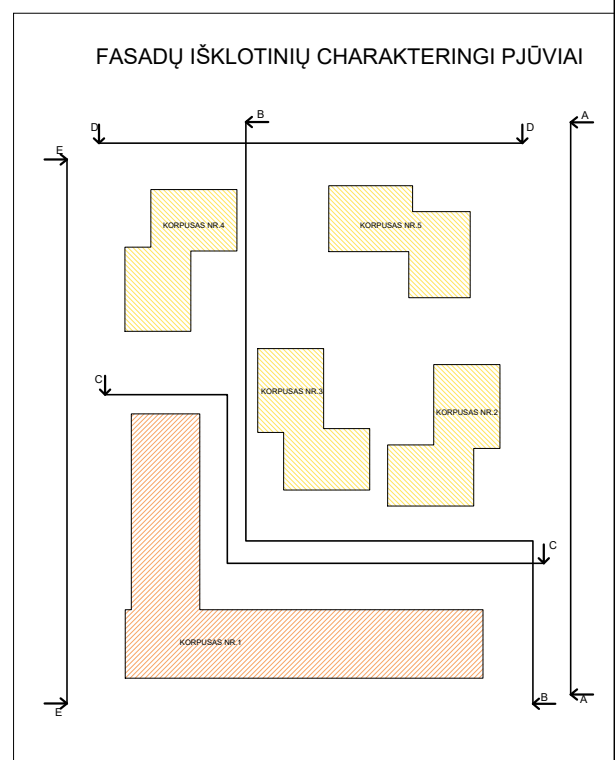 FASADŲ IŠKLOTINIŲ CHARAKTERINGI PJŪVIAI
B
A
D
D
E
KORPUSAS NR.4
KORPUSAS NR.5
C
KORPUSAS NR.3
KORPUSAS NR.2
C
KORPUSAS NR.1
E
B
A